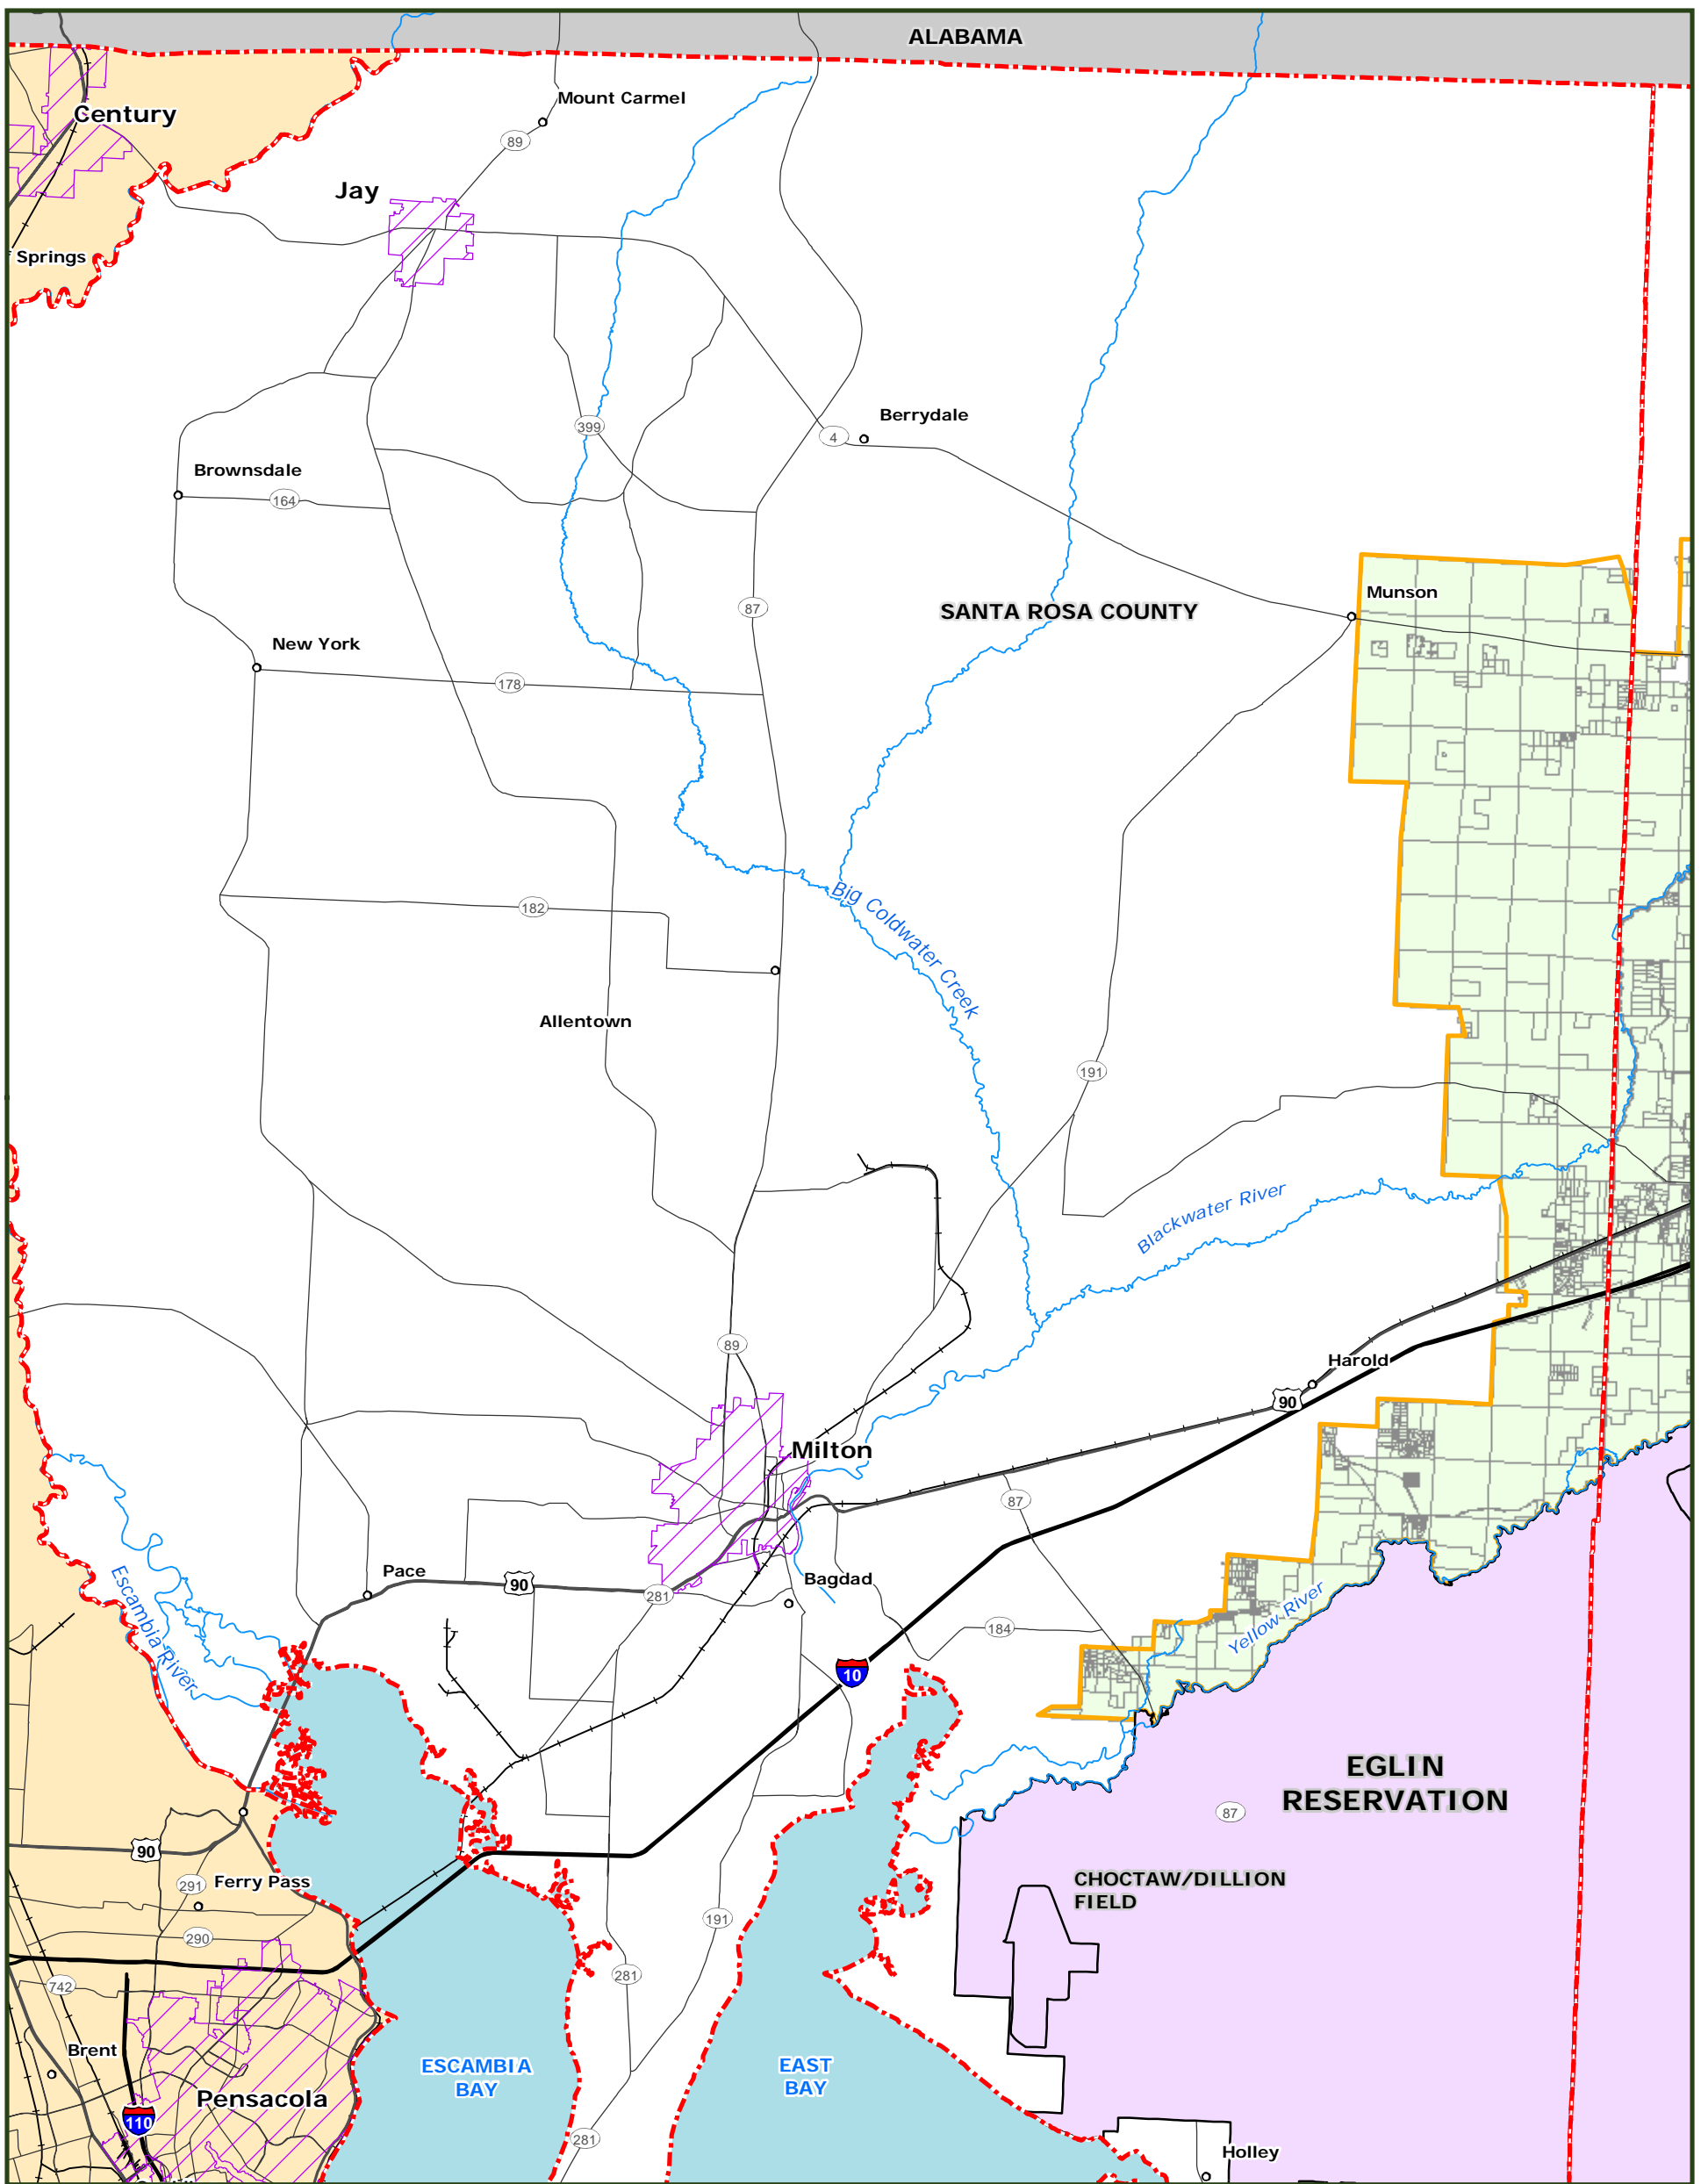 ALABAMA
Mount Carmel
Century
89
Jay
Springs
Berrydale
399
4
Brownsdale
164
Munson
87
SANTA ROSA COUNTY
New York
178
Big Coldwater Creek
182
Allentown
191
Blackwater River
89
Harold
90
Milton
87
Pace
90
Bagdad
281
Escambia River
184
Yellow River
10
EGLIN
RESERVATION
87
90
291
Ferry Pass
CHOCTAW/DILLION
FIELD
191
290
281
742
Brent
ESCAMBIA
BAY
EAST
BAY
Pensacola
110
281
Holley